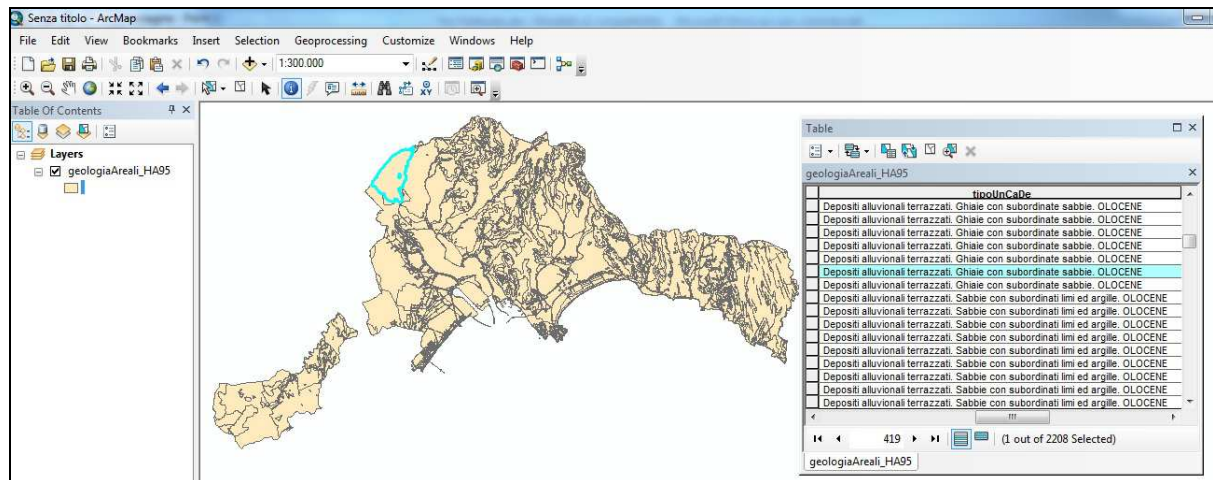 Senza titolo - ArcMap
File Edit View Bookmarks Insert Selection Geoprocessing Customize Windows Help
1:300.000
Table Of Contents
Layers
geologiaAreali_HA95
Table
geologiaAreali_HA95
tipoUnCaDe
Depositi alluvionali terrazzati. Ghiaie con subordinate sabbie. OLOCENE
Depositi alluvionali terrazzati. Ghiaie con subordinate sabbie. OLOCENE
Depositi alluvionali terrazzati. Ghiaie con subordinate sabbie. OLOCENE
Depositi alluvionali terrazzati. Ghiaie con subordinate sabbie. OLOCENE
Depositi alluvionali terrazzati. Ghiaie con subordinate sabbie. OLOCENE
Depositi alluvionali terrazzati. Ghiaie con subordinate sabbie. OLOCENE
Depositi alluvionali terrazzati. Ghiaie con subordinate sabbie. OLOCENE
Depositi alluvionali terrazzati. Sabbie con subordinati limi ed argille. OLOCENE
Depositi alluvionali terrazzati. Sabbie con subordinati limi ed argille. OLOCENE
Depositi alluvionali terrazzati. Sabbie con subordinati limi ed argille. OLOCENE
Depositi alluvionali terrazzati. Sabbie con subordinati limi ed argille. OLOCENE
Depositi alluvionali terrazzati. Sabbie con subordinati limi ed argille. OLOCENE
Depositi alluvionali terrazzati. Sabbie con subordinati limi ed argille. OLOCENE
Depositi alluvionali terrazzati. Sabbie con subordinati limi ed argille. OLOCENE
Depositi alluvionali terrazzati. Sabbie con subordinati limi ed argille. OLOCENE
Depositi alluvionali terrazzati. Sabbie con subordinati limi ed argille. OLOCENE
419 (1 out of 2208 Selected)
geologiaAreali_HA95